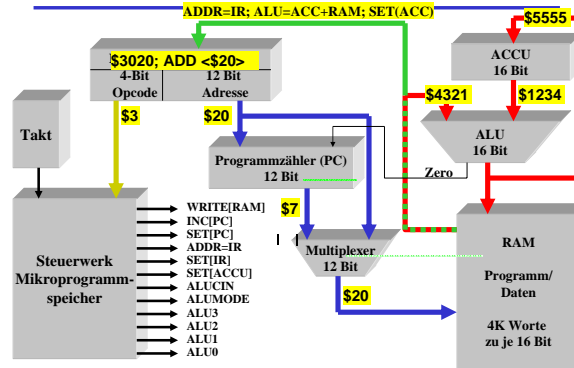 ADDR=IR; ALU=ACC+RAM; SET(ACC)
$5555
ACCU
16 Bit
$3020; ADD <$20>
4-Bit
Opcode
12 Bit
Adresse
$3
$20
$4321
$1234
Takt
ALU
16 Bit
Programmzähler (PC)
12 Bit
Zero
$7
Steuerwerk
Mikroprogramm-
speicher
WRITE[RAM]
INC[PC]
SET[PC]
ADDR=IR
SET[IR]
SET[ACCU]
ALUCIN
ALUMODE
ALU3
ALU2
ALU1
ALU0
Multiplexer
12 Bit
$20
RAM
Programm/
Daten
4K Worte
zu je 16 Bit